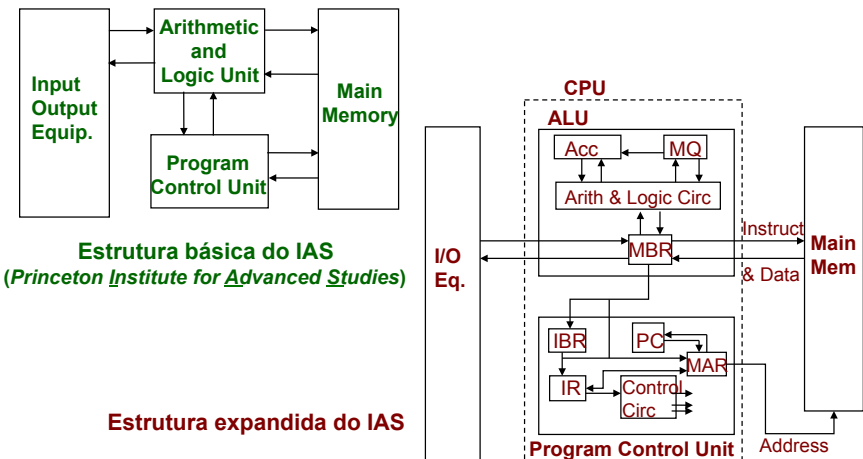 Input
Output
Equip.
Arithmetic
and
Logic Unit
Main
Memory
Program
Control Unit
Estrutura básica do IAS
(Princeton Institute for Advanced Studies)
CPU
ALU
Acc
MQ
Arith & Logic Circ
MBR
I/O
Eq.
Instruct
& Data
Main
Mem
IBR
PC
MAR
IR
Control
Circ
Program Control Unit
Address
Estrutura expandida do IAS